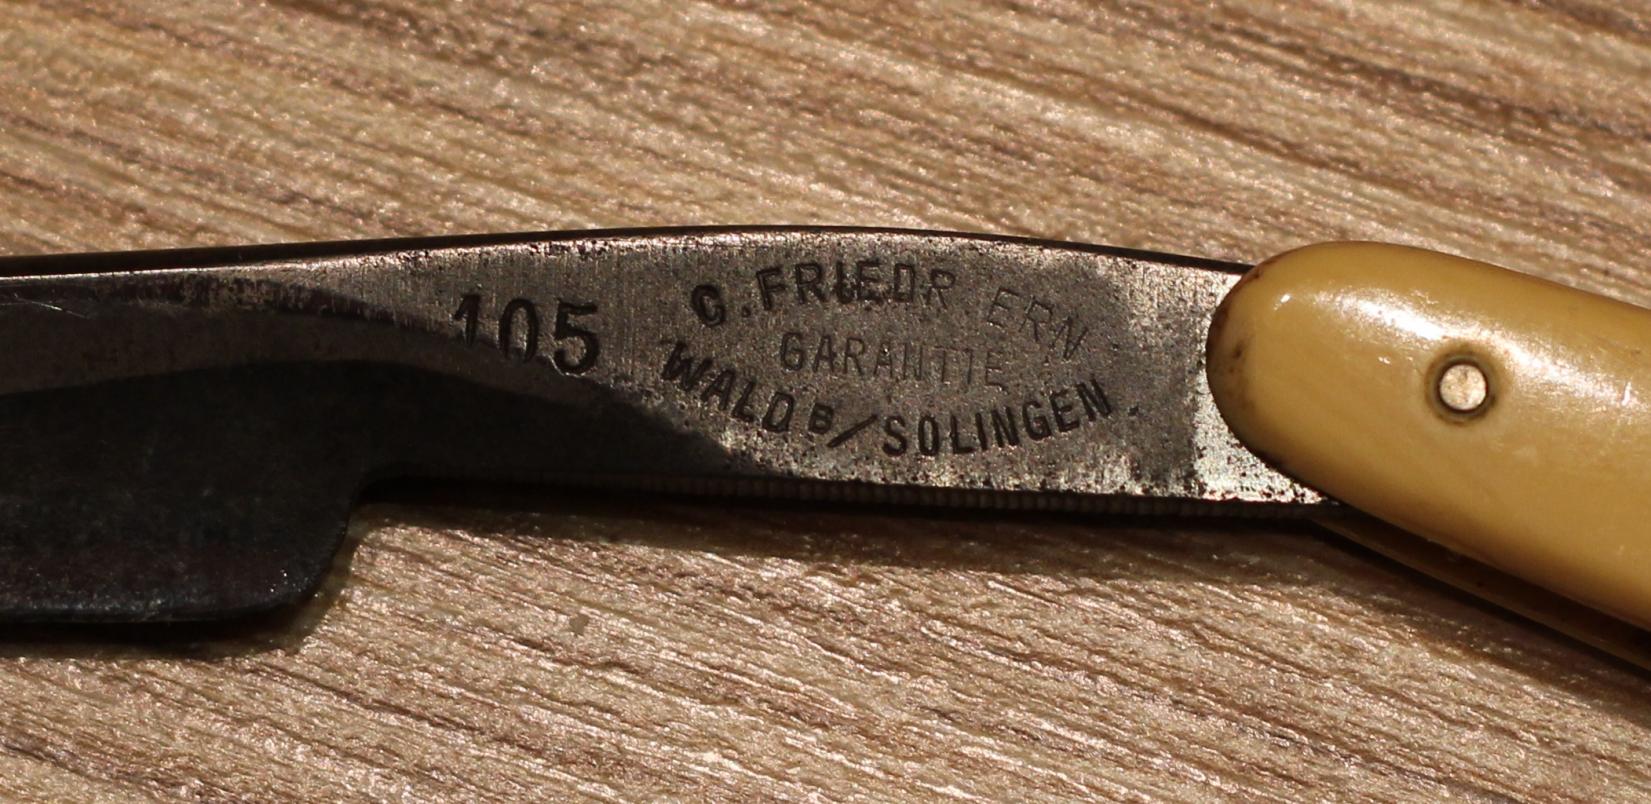 105
C. FRIEDR. ERN
GARANTIE
WALD B/SOLINGEN